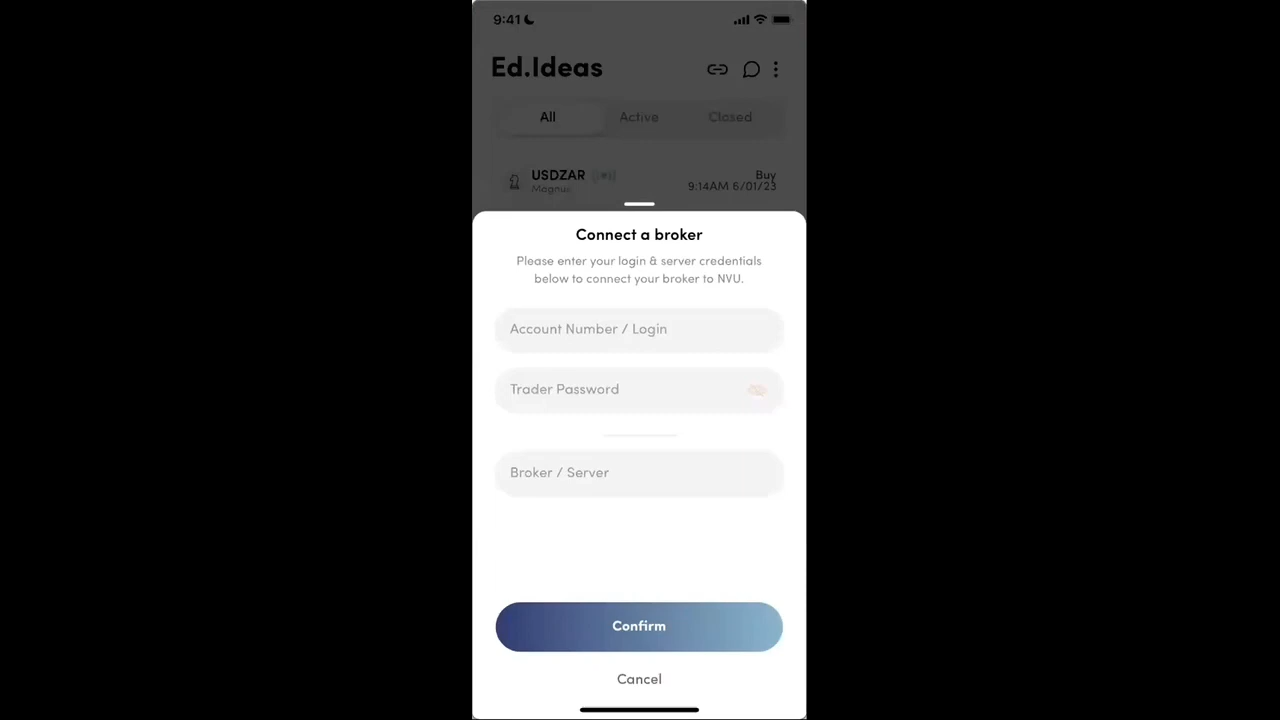 9:41
Ed.Ideas
All Active Closed
USDZAR Buy
Magnus 9:14AM 6/01/23
Connect a broker
Please enter your login & server credentials
below to connect your broker to NVU.
Account Number / Login
Trader Password
Broker / Server
Confirm
Cancel